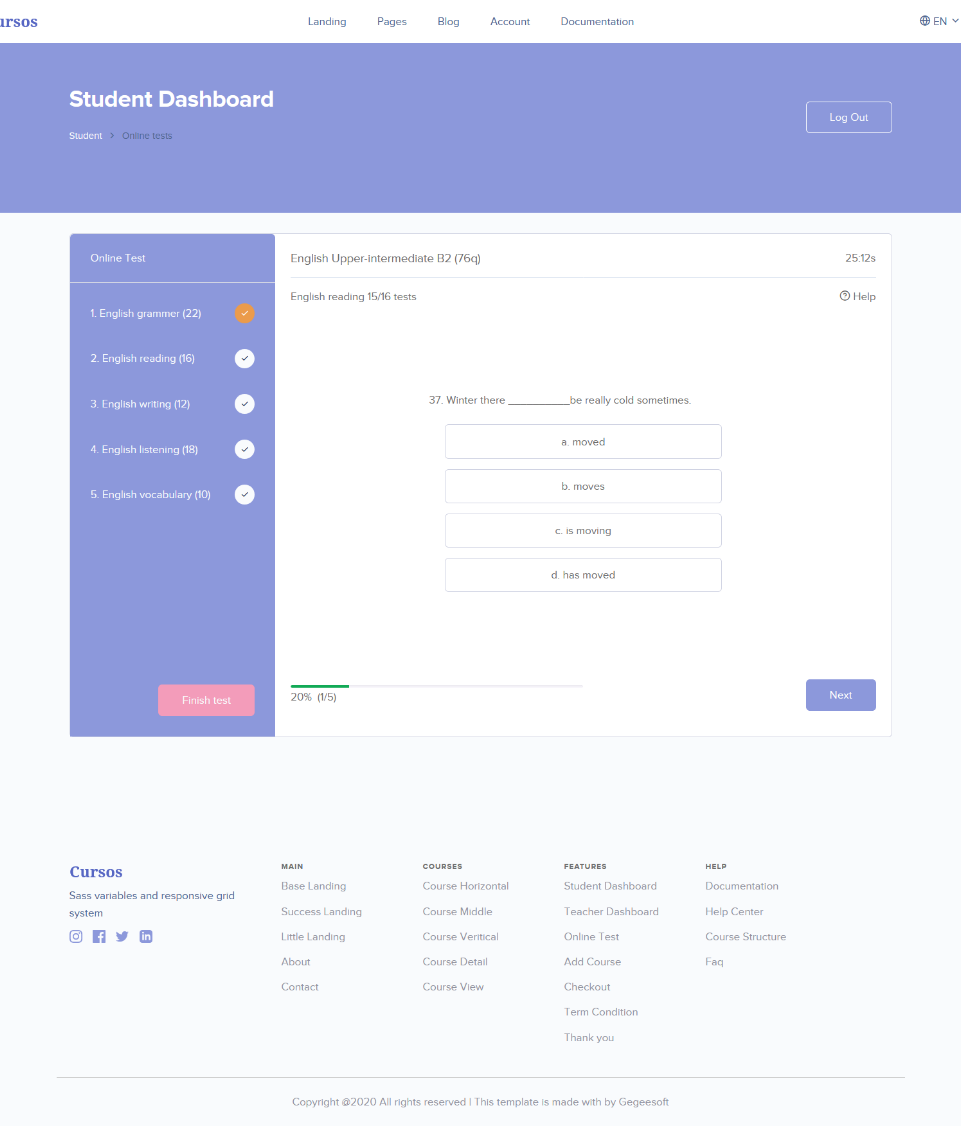 ursos
Landing Pages Blog Account Documentation
EN
Student Dashboard
Student > Online tests
Log Out
Online Test
1. English grammer (22)
2. English reading (16)
3. English writing (12)
4. English listening (18)
5. English vocabulary (10)
Finish test
English Upper-intermediate B2 (76q)
25:12s
English reading 15/16 tests
Help
37. Winter there __________be really cold sometimes.
a. moved
b. moves
c. is moving
d. has moved
20% (1/5)
Next
Cursos
Sass variables and responsive grid
system
MAIN
Base Landing
Success Landing
Little Landing
About
Contact
COURSES
Course Horizontal
Course Middle
Course Veritical
Course Detail
Course View
FEATURES
Student Dashboard
Teacher Dashboard
Online Test
Add Course
Checkout
Term Condition
Thank you
HELP
Documentation
Help Center
Course Structure
Faq
Copyright @2020 All rights reserved | This template is made with by Gegeesoft